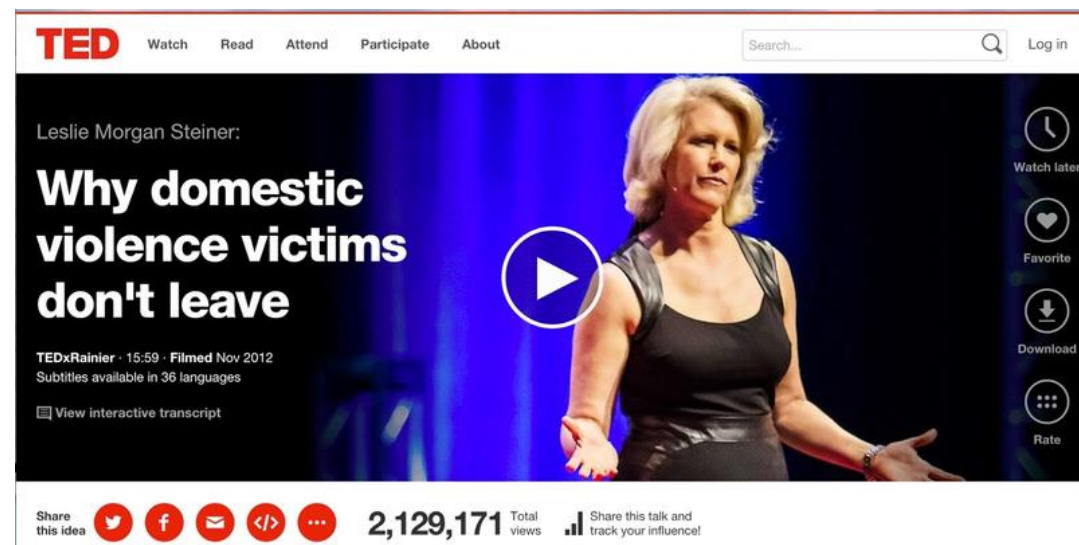 TED Watch Read Attend Participate About Search... Log in
Leslie Morgan Steiner:
Why domestic
violence victims
don't leave
TEDxRainier · 15:59 · Filmed Nov 2012
Subtitles available in 36 languages
View interactive transcript
Watch later
Favorite
Download
Rate
Share
this idea
2,129,171
Total
views
Share this talk and
track your influence!